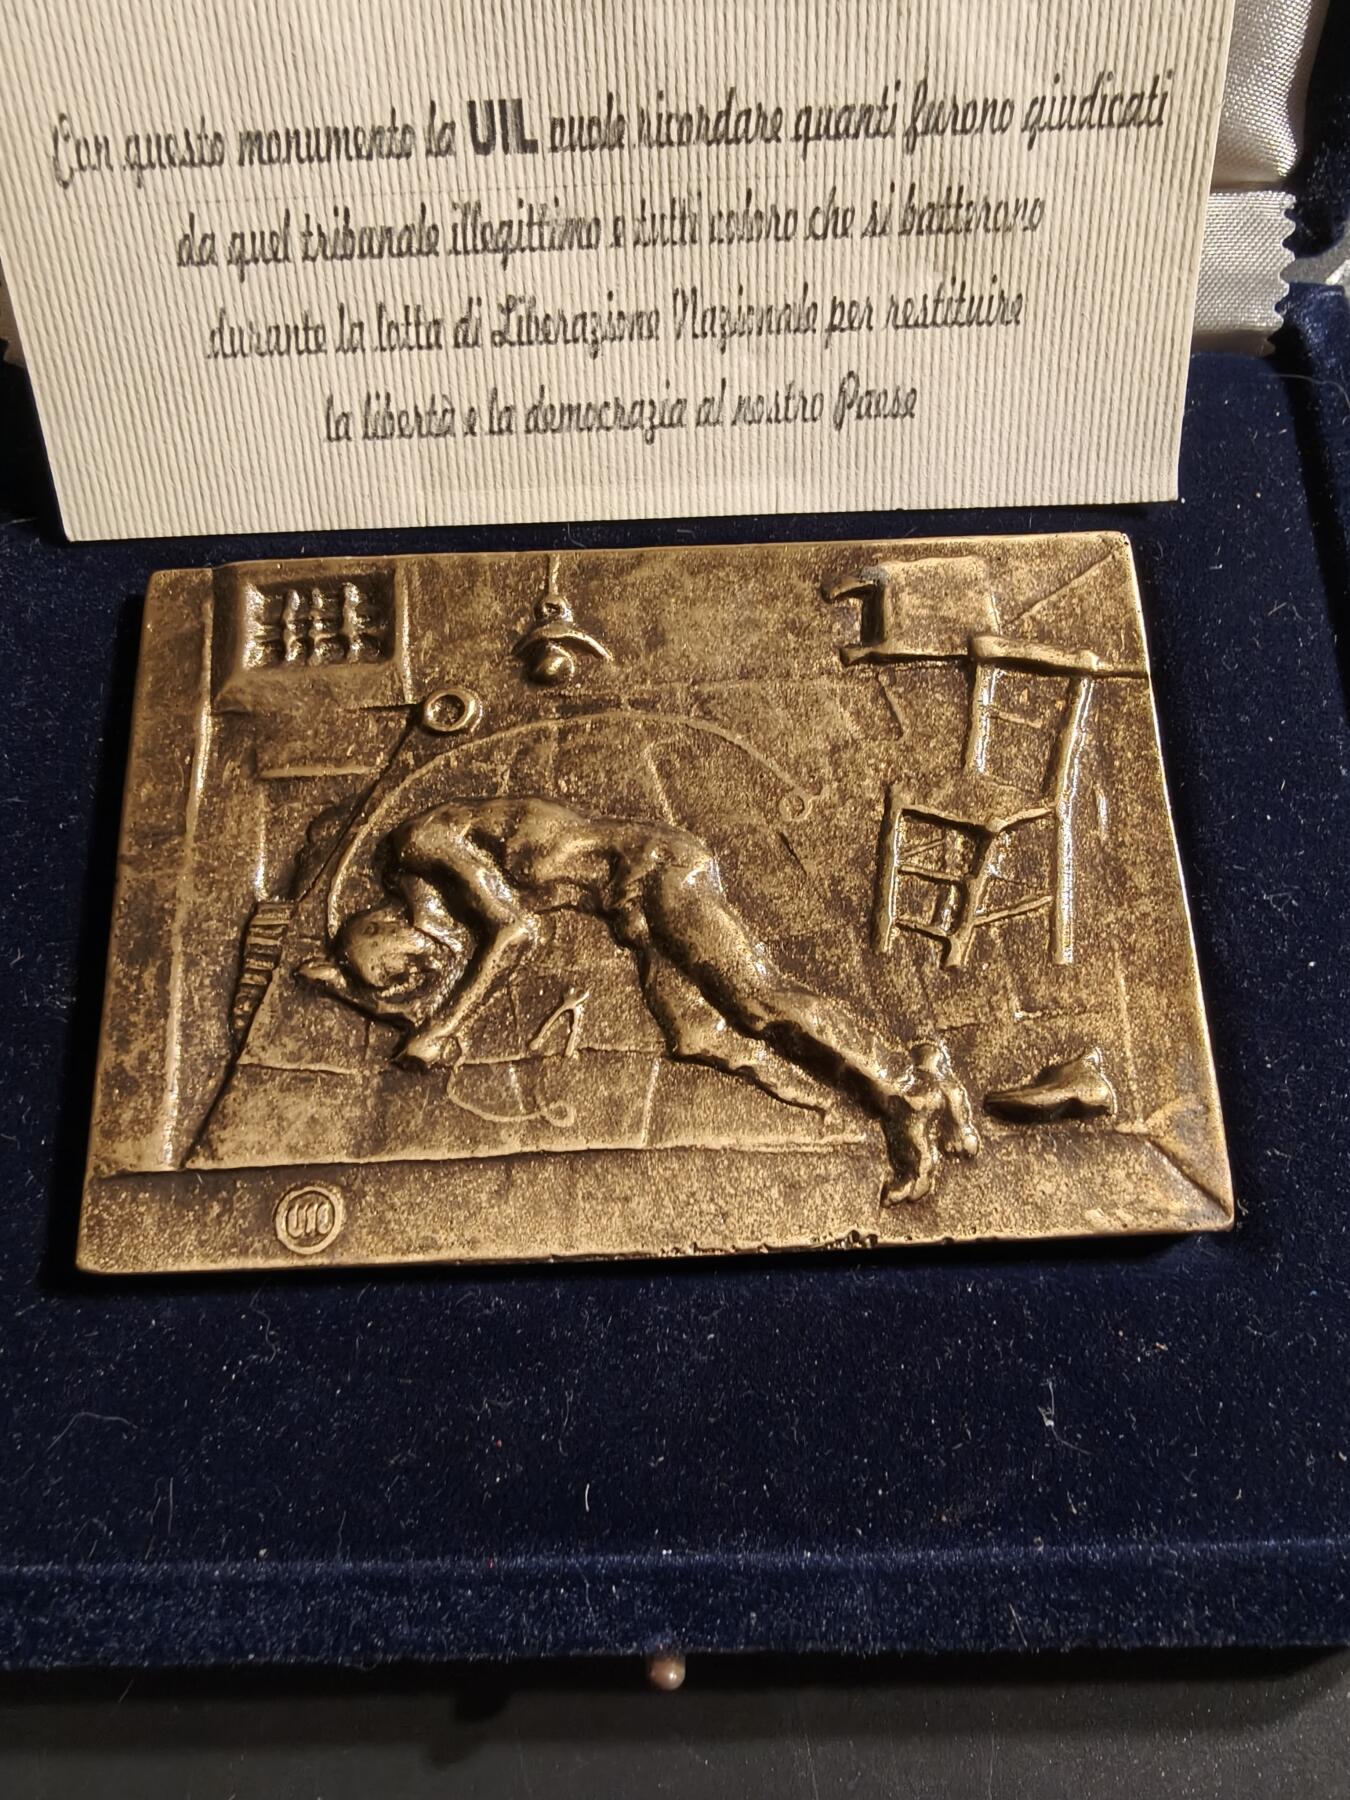 Con questo monumento la UIL vuole ricordare quanti furono giudicati
da quel tribunale illegittimo e tutti coloro che si batterono
durante la lotta di Liberazione Nazionale per restituire
la libertà e la democrazia al nostro Paese